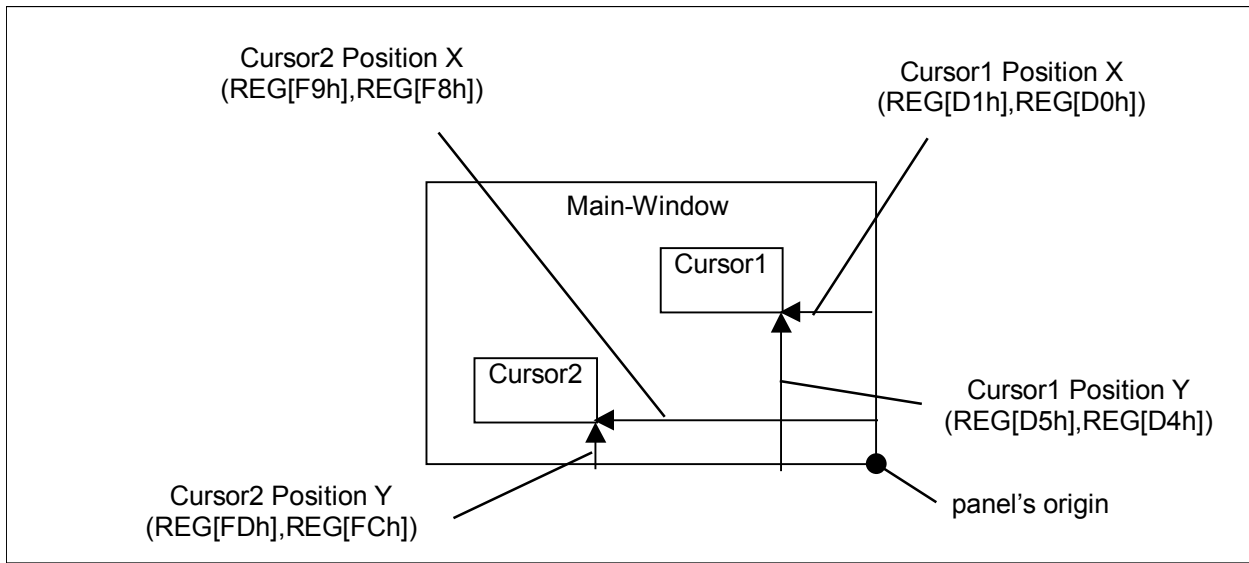 Cursor2 Position X
(REG[F9h],REG[F8h])
Cursor1 Position X
(REG[D1h],REG[D0h])
Main-Window
Cursor1
Cursor2
Cursor1 Position Y
(REG[D5h],REG[D4h])
Cursor2 Position Y
(REG[FDh],REG[FCh])
panel's origin